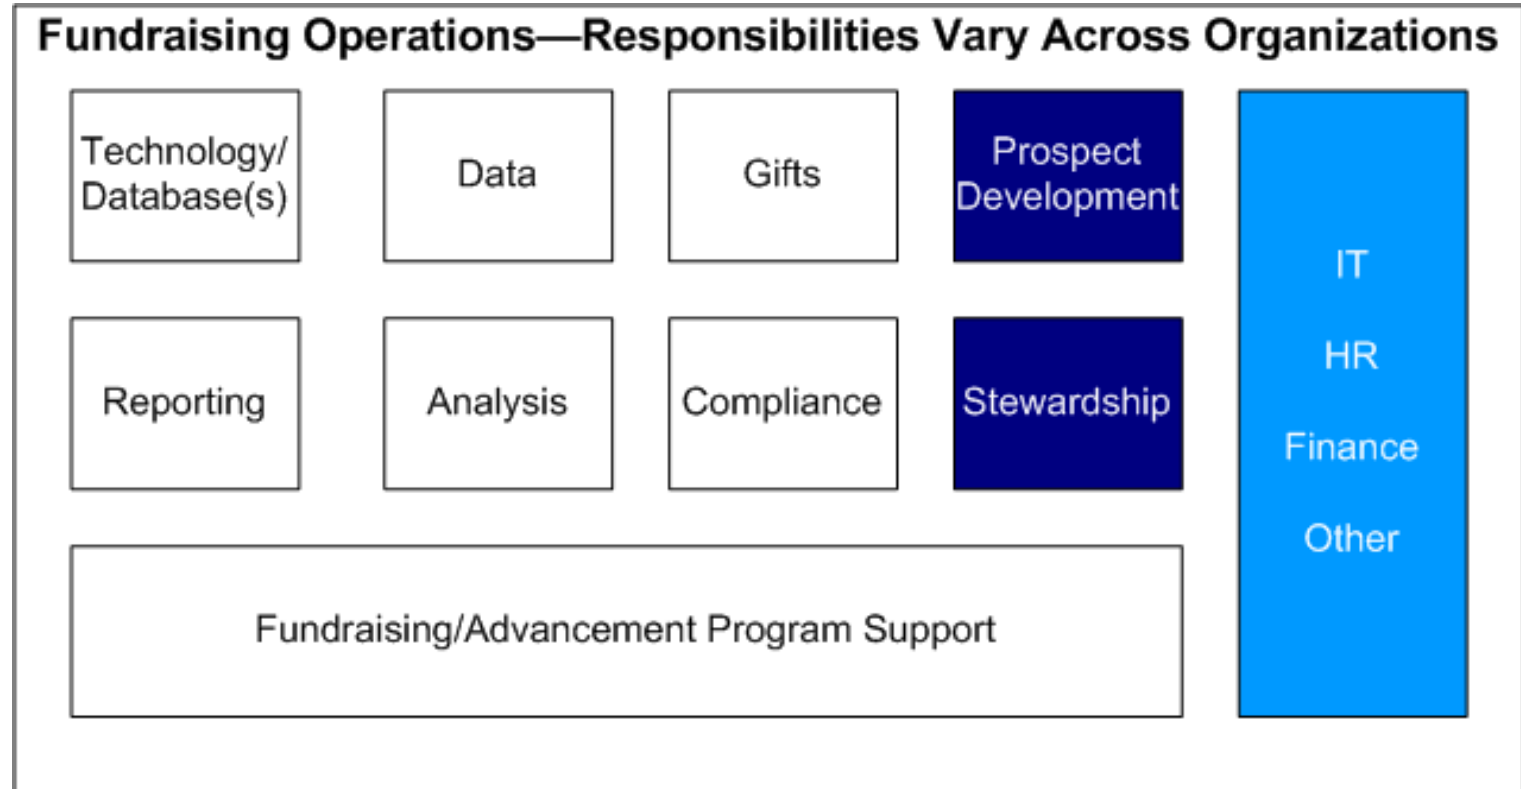 Fundraising Operations—Responsibilities Vary Across Organizations
Technology/
Database(s)
Data
Gifts
Prospect
Development
Reporting
Analysis
Compliance
Stewardship
Fundraising/Advancement Program Support
IT
HR
Finance
Other